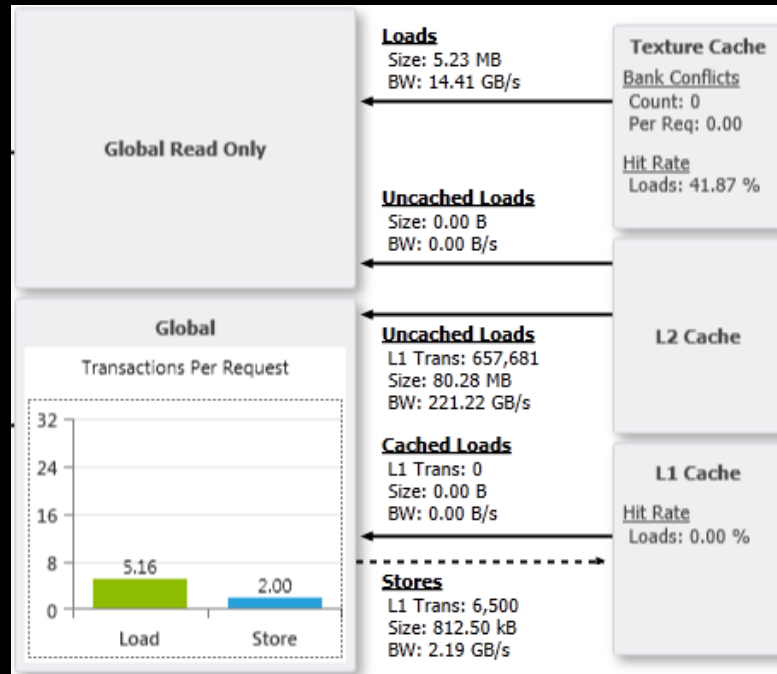 Global Read Only
Loads
Size: 5.23 MB
BW: 14.41 GB/s
Uncached Loads
Size: 0.00 B
BW: 0.00 B/s
Texture Cache
Bank Conflicts
Count: 0
Per Req: 0.00
Hit Rate
Loads: 41.87 %
Global
Transactions Per Request
32
24
16
8
0
5.16
2.00
Load
Store
Uncached Loads
L1 Trans: 657,681
Size: 80.28 MB
BW: 221.22 GB/s
L2 Cache
Cached Loads
L1 Trans: 0
Size: 0.00 B
BW: 0.00 B/s
Stores
L1 Trans: 6,500
Size: 812.50 kB
BW: 2.19 GB/s
L1 Cache
Hit Rate
Loads: 0.00 %